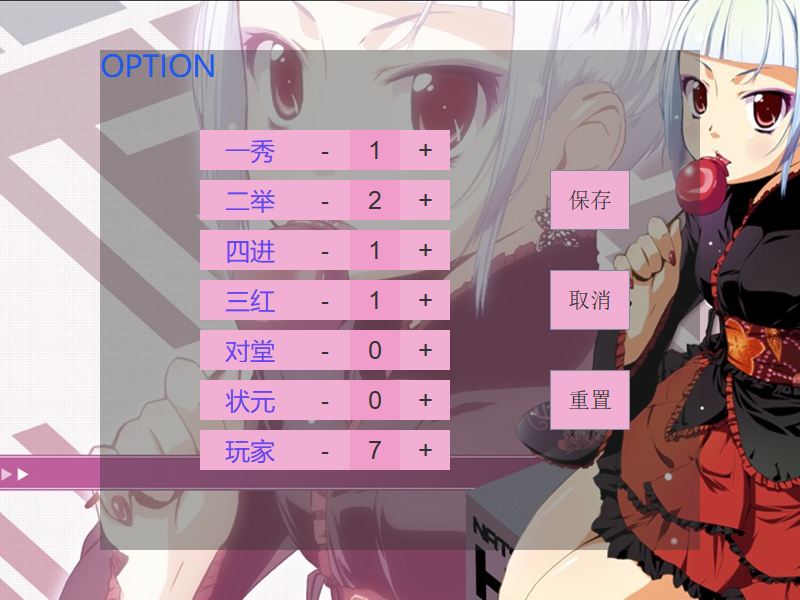 OPTION
一秀 - 1 +
二举 - 2 +
四进 - 1 +
三红 - 1 +
对堂 - 0 +
状元 - 0 +
玩家 - 7 +
保存
取消
重置